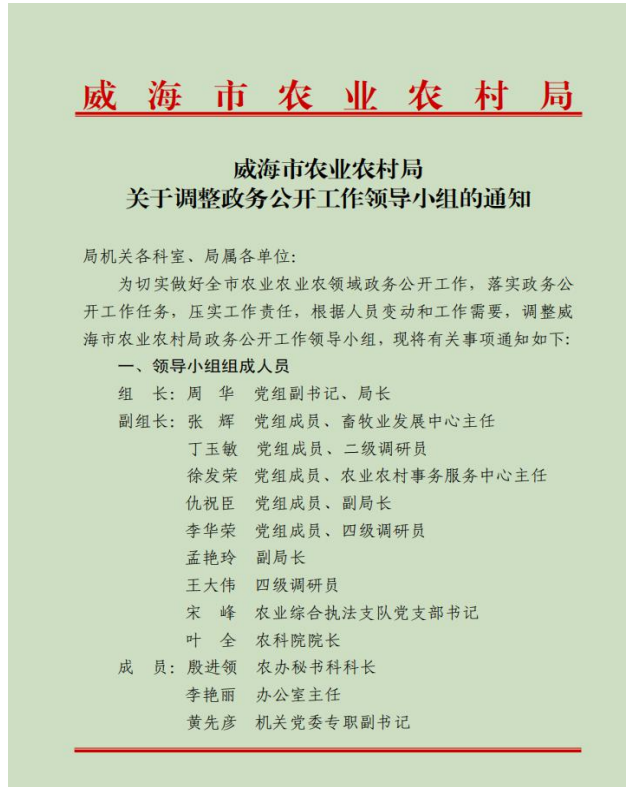 威海市农业农村局
威海市农业农村局
关于调整政务公开工作领导小组的通知
局机关各科室、局属各单位：
为切实做好全市农业农业农领域政务公开工作，落实政务公
开工作任务，压实工作责任，根据人员变动和工作需要，调整威
海市农业农村局政务公开工作领导小组，现将有关事项通知如下：
一、领导小组组成人员
组　长：周　华　党组副书记、局长
副组长：张　辉　党组成员、畜牧业发展中心主任
丁玉敏　党组成员、二级调研员
徐发荣　党组成员、农业农村事务服务中心主任
仇祝臣　党组成员、副局长
李华荣　党组成员、四级调研员
孟艳玲　副局长
王大伟　四级调研员
宋　峰　农业综合执法支队党支部书记
叶　全　农科院院长
成　员：殷进领　农办秘书科科长
李艳丽　办公室主任
黄先彦　机关党委专职副书记